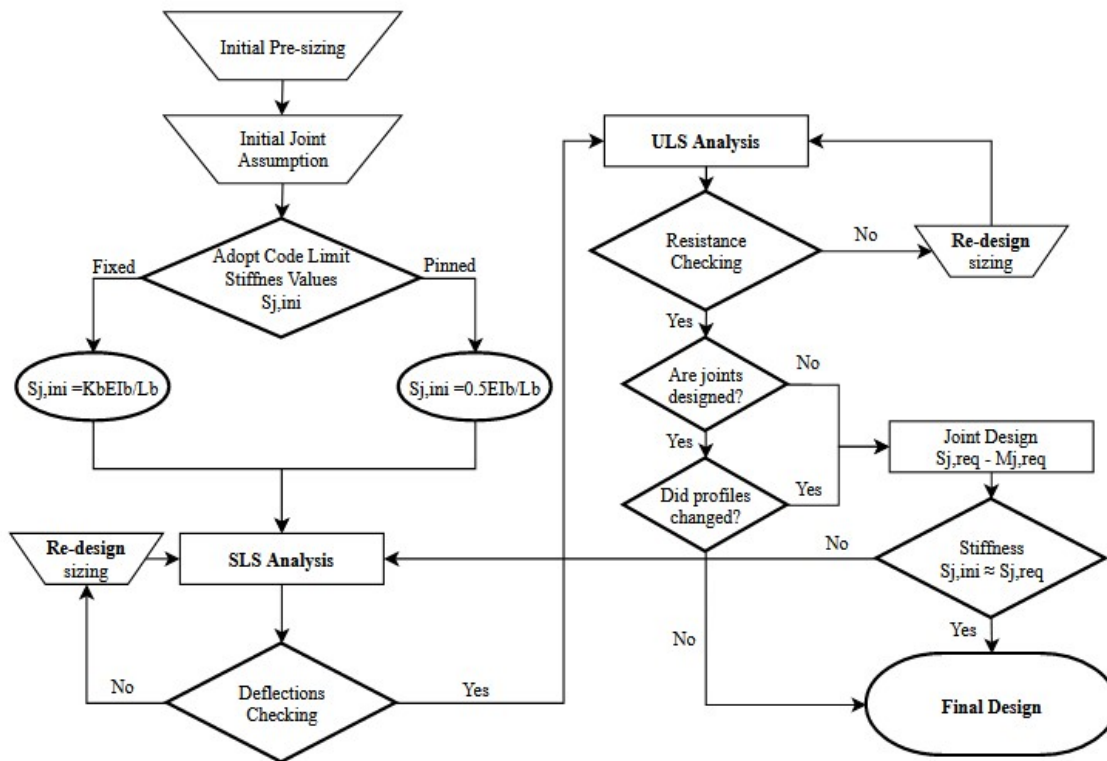 Initial Pre-sizing
Initial Joint
Assumption
Adopt Code Limit
Stiffnes Values
Sj,ini
Fixed
Pinned
Sj,ini =KbEIb/Lb
Sj,ini =0.5EIb/Lb
Re-design
sizing
SLS Analysis
Deflections
Checking
No
Yes
ULS Analysis
Resistance
Checking
No
Re-design
sizing
Yes
Are joints
designed?
No
Yes
Did profiles
changed?
Yes
No
Joint Design
Sj,req - Mj,req
Stiffness
Sj,ini ≈ Sj,req
No
Yes
Final Design